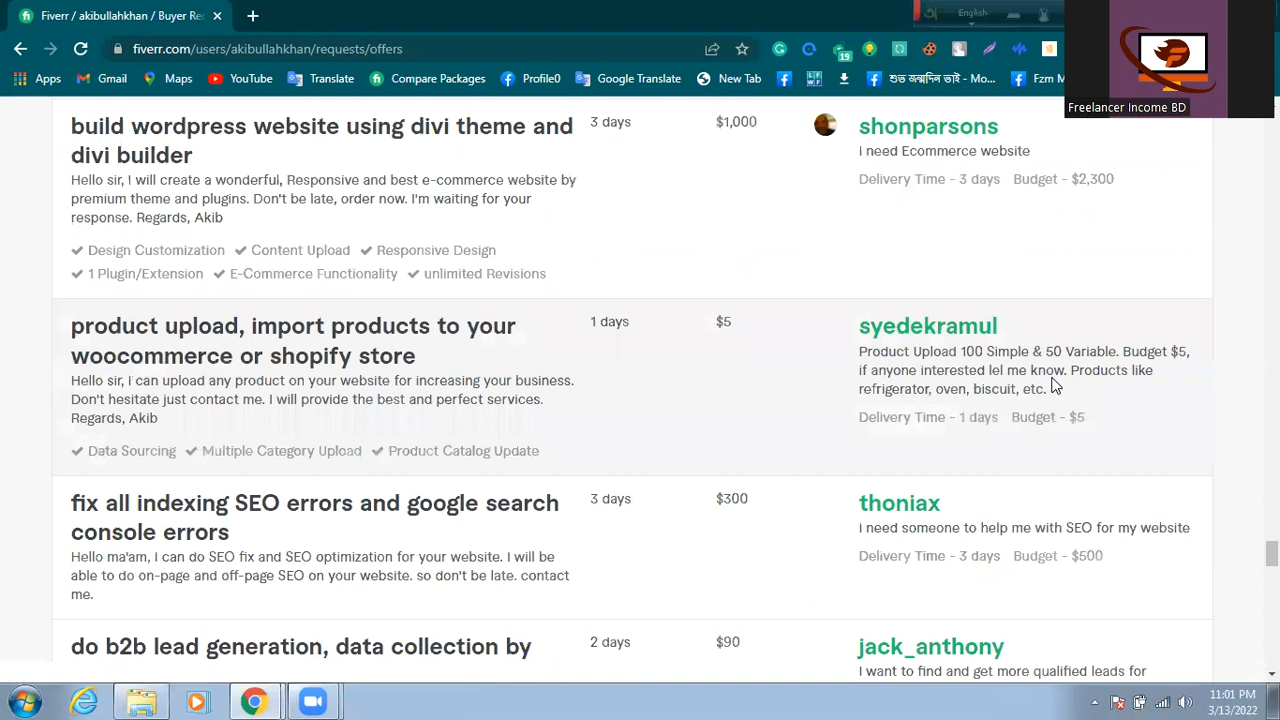 Fiverr / akibullahkhan / Buyer Re
English
fiverr.com/users/akibullahkhan/requests/offers
19
Apps Gmail Maps YouTube Translate Compare Packages Profile0 Google Translate New Tab শুভ জন্মদিন ভাই - Mo... Fzm M
Freelancer Income BD
build wordpress website using divi theme and
divi builder
Hello sir, I will create a wonderful, Responsive and best e-commerce website by
premium theme and plugins. Don't be late, order now. I'm waiting for your
response. Regards, Akib
Design Customization Content Upload Responsive Design
1 Plugin/Extension E-Commerce Functionality unlimited Revisions
3 days
$1,000
shonparsons
I need Ecommerce website
Delivery Time - 3 days Budget - $2,300
product upload, import products to your
woocommerce or shopify store
Hello sir, I can upload any product on your website for increasing your business.
Don't hesitate just contact me. I will provide the best and perfect services.
Regards, Akib
Data Sourcing Multiple Category Upload Product Catalog Update
1 days
$5
syedekramul
Product Upload 100 Simple & 50 Variable. Budget $5,
if anyone interested lel me know. Products like
refrigerator, oven, biscuit, etc.
Delivery Time - 1 days Budget - $5
fix all indexing SEO errors and google search
console errors
Hello ma'am, I can do SEO fix and SEO optimization for your website. I will be
able to do on-page and off-page SEO on your website. so don't be late. contact
me.
3 days
$300
thoniax
I need someone to help me with SEO for my website
Delivery Time - 3 days Budget - $500
do b2b lead generation, data collection by
2 days
$90
jack_anthony
I want to find and get more qualified leads for
11:01 PM
3/13/2022